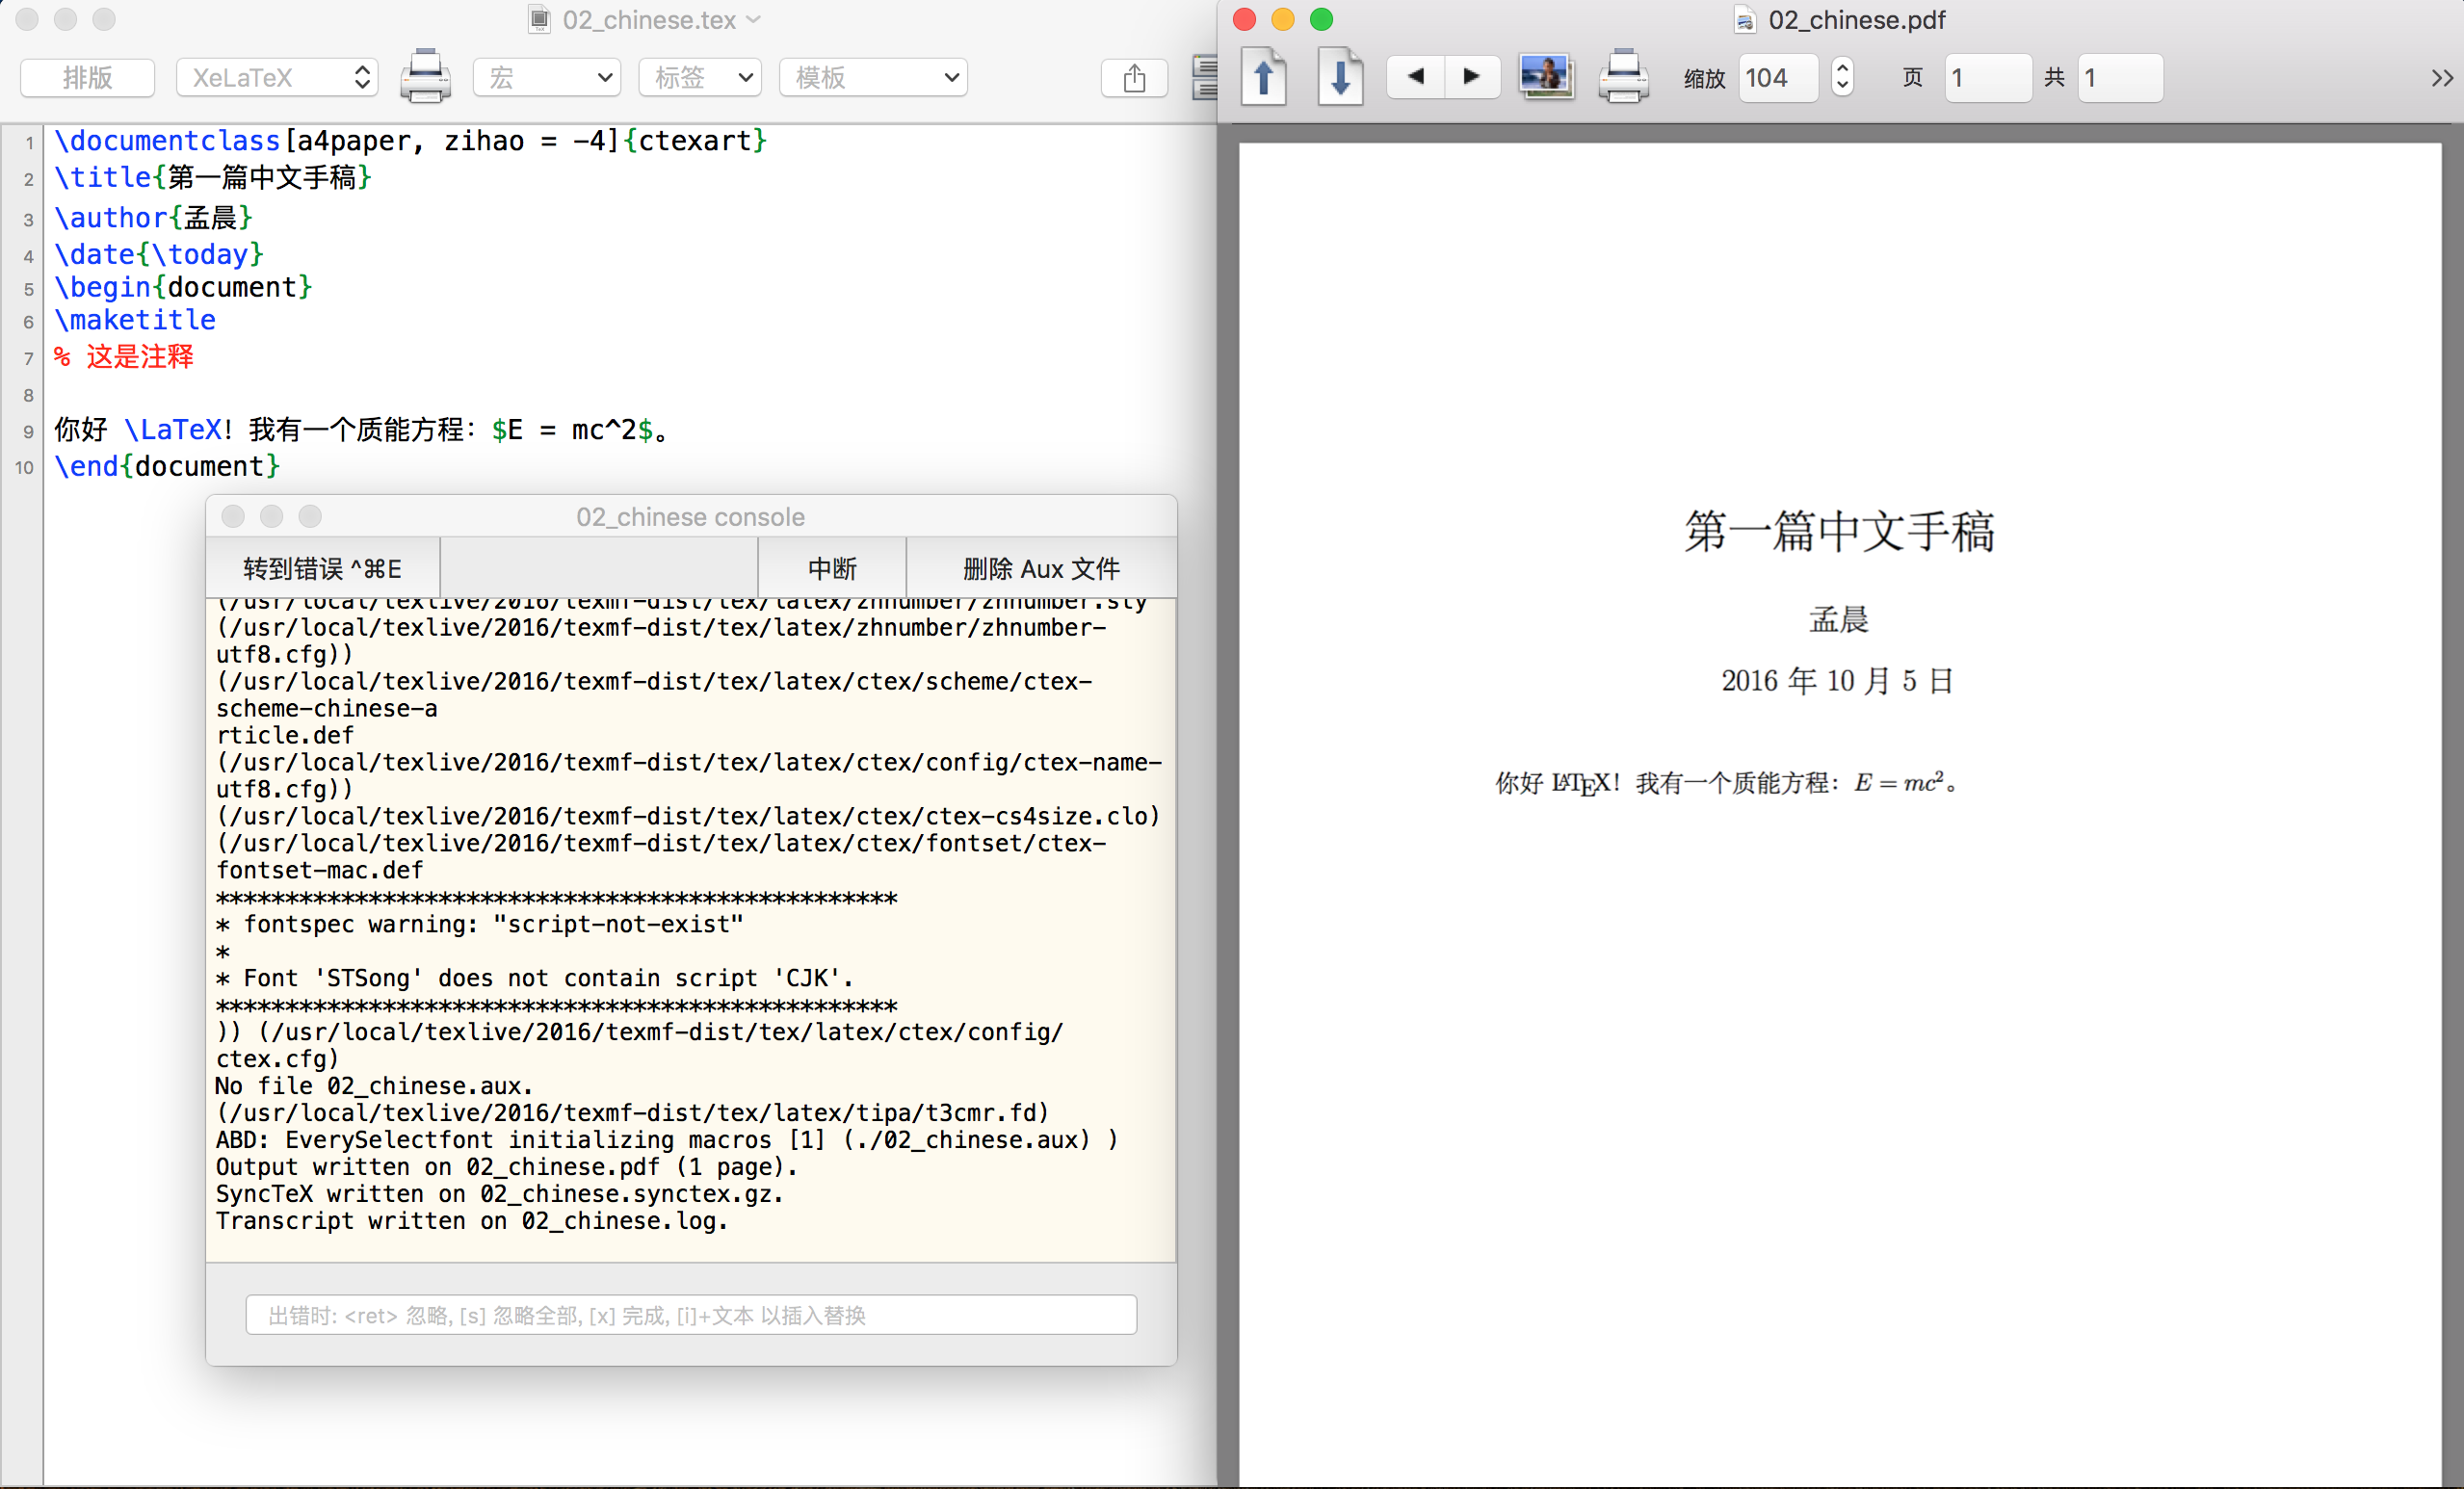 02_chinese.tex
排版
XeLaTeX
宏
标签
模板
1 \documentclass[a4paper, zihao = -4]{ctexart}
2 \title{第一篇中文手稿}
3 \author{孟晨}
4 \date{\today}
5 \begin{document}
6 \maketitle
7 % 这是注释
8
9 你好 \LaTeX! 我有一个质能方程：$E = mc^2$。
10 \end{document}
02_chinese console
转到错误 ^⌘E
中断
删除 Aux 文件
(/usr/local/texlive/2016/texmf-dist/tex/latex/zhnumber/zhnumber.sty
(/usr/local/texlive/2016/texmf-dist/tex/latex/zhnumber/zhnumber-
utf8.cfg))
(/usr/local/texlive/2016/texmf-dist/tex/latex/ctex/scheme/ctex-
scheme-chinese-a
rticle.def
(/usr/local/texlive/2016/texmf-dist/tex/latex/ctex/config/ctex-name-
utf8.cfg))
(/usr/local/texlive/2016/texmf-dist/tex/latex/ctex/ctex-cs4size.clo)
(/usr/local/texlive/2016/texmf-dist/tex/latex/ctex/fontset/ctex-
fontset-mac.def
*************************************************
* fontspec warning: "script-not-exist"
*
* Font 'STSong' does not contain script 'CJK'.
*************************************************
)) (/usr/local/texlive/2016/texmf-dist/tex/latex/ctex/config/
ctex.cfg)
No file 02_chinese.aux.
(/usr/local/texlive/2016/texmf-dist/tex/latex/tipa/t3cmr.fd)
ABD: EverySelectfont initializing macros [1] (./02_chinese.aux) )
Output written on 02_chinese.pdf (1 page).
SyncTeX written on 02_chinese.synctex.gz.
Transcript written on 02_chinese.log.
出错时: <ret> 忽略, [s] 忽略全部, [x] 完成, [i]+文本 以插入替换
02_chinese.pdf
缩放 104
页 1 共 1
第一篇中文手稿
孟晨
2016 年 10 月 5 日
你好 LATEX! 我有一个质能方程：E = mc²。